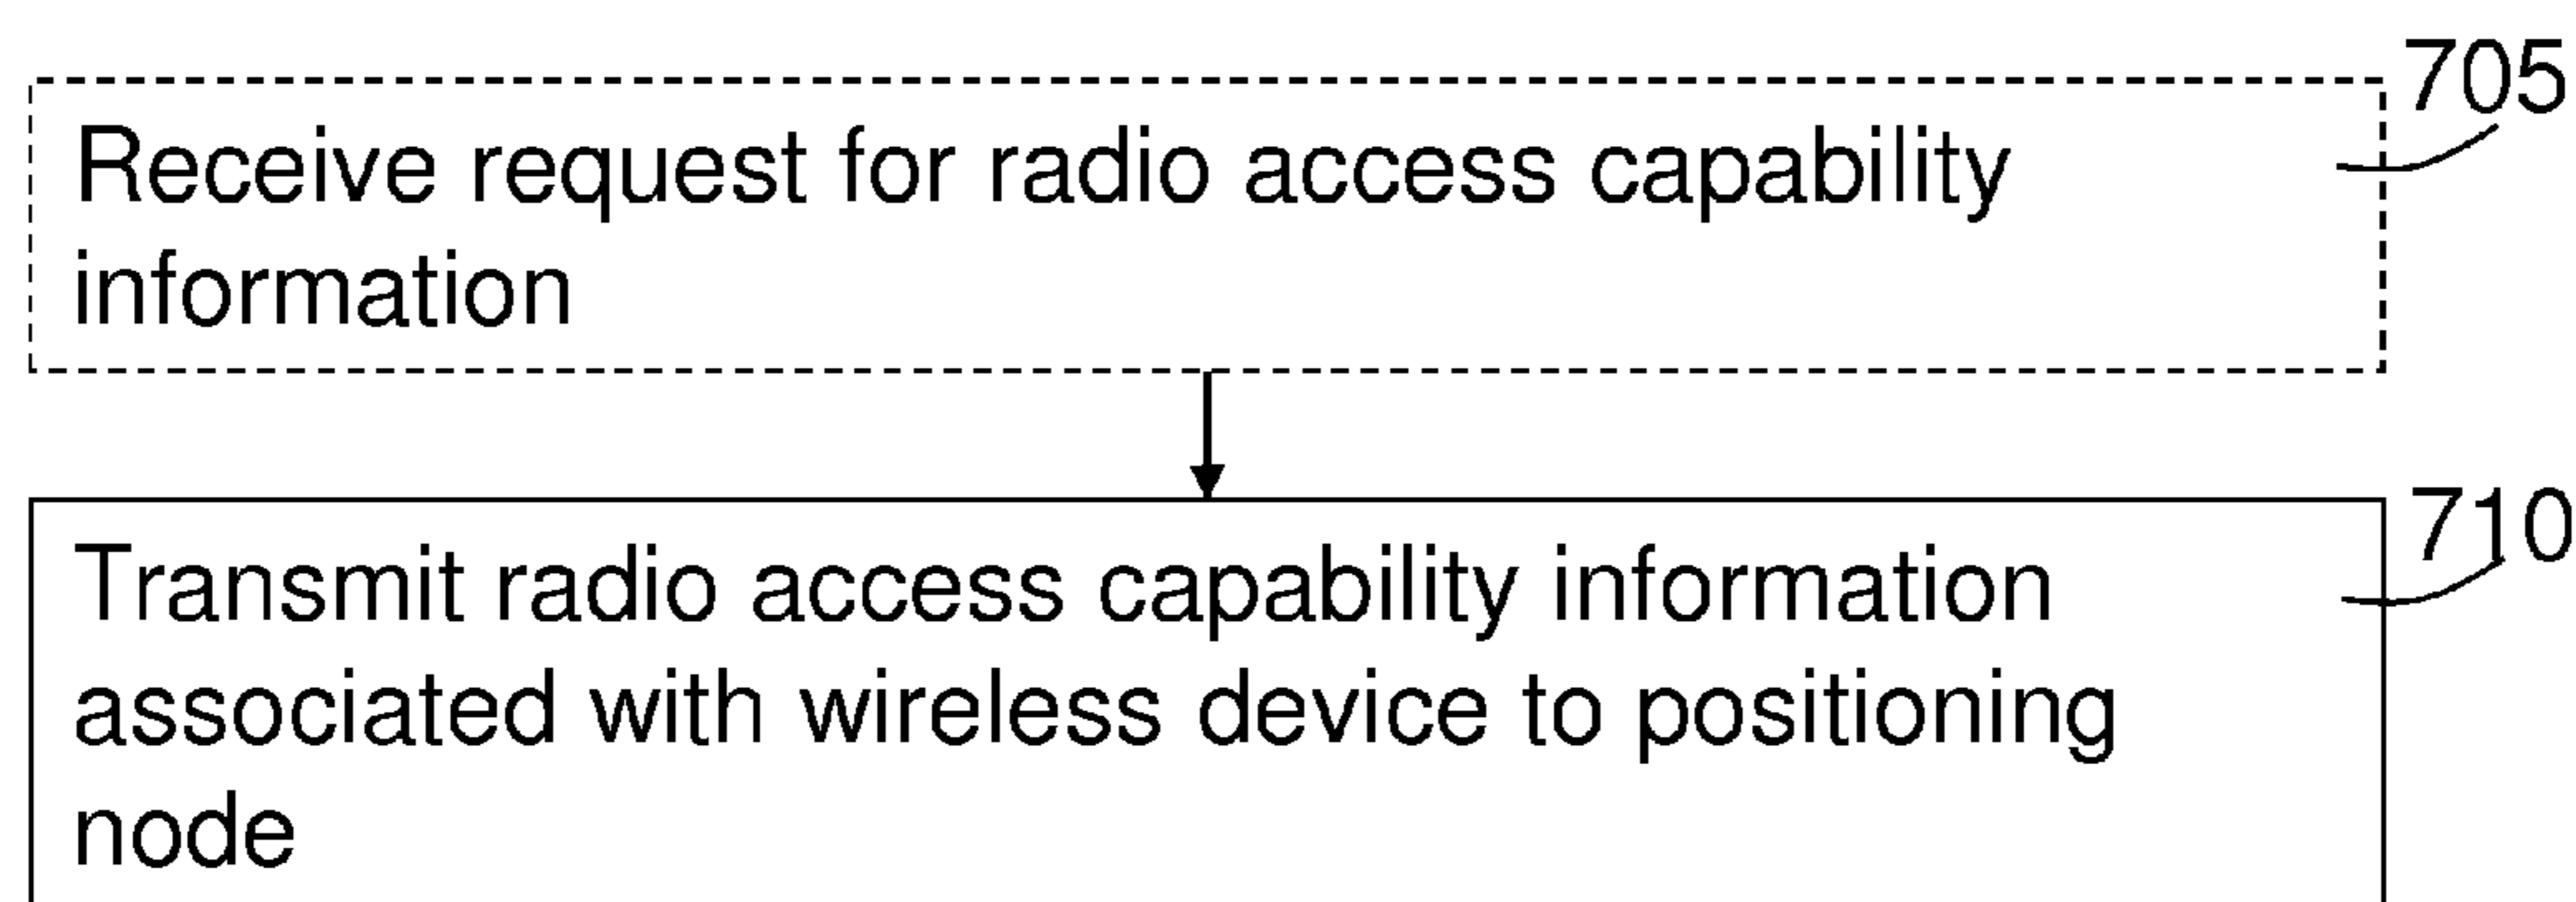 705
Receive request for radio access capability
information
710
Transmit radio access capability information
associated with wireless device to positioning
node